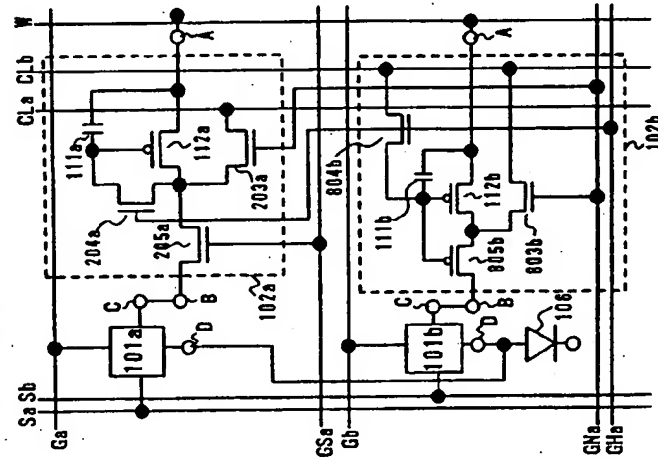 W
CLb
CLa
A
A
111a
112a
203a
204a
205a
102a
804b
111b
112b
805b
803b
102b
C
B
101a
D
C
B
101b
D
106
Sa
Sb
Ga
GSa
Gb
GNa
GHa